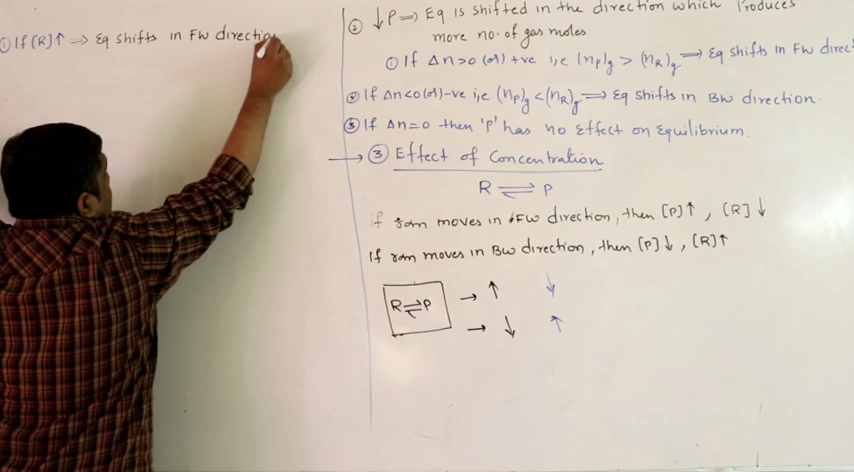 ① If [R]↑ ⇒ Eq shifts in FW direction
② ↓P ⇒ Eq is shifted in the direction which Produces
more no. of gas moles
① If Δn>0 (or) +ve i,e (np)g > (nR)g ⇒ Eq shifts in FW direc
② If Δn<0 (or) -ve i,e (np)g < (nR)g ⇒ Eq shifts in BW direction.
③ If Δn=0 then 'P' has no Effect on Equilibrium.
→ ③ Effect of Concentration
R ⇌ P
If rxn moves in FW direction, then [P]↑, [R]↓
If rxn moves in BW direction, then [P]↓, [R]↑
R⇌P → ↑ ↓
→ ↓ ↑